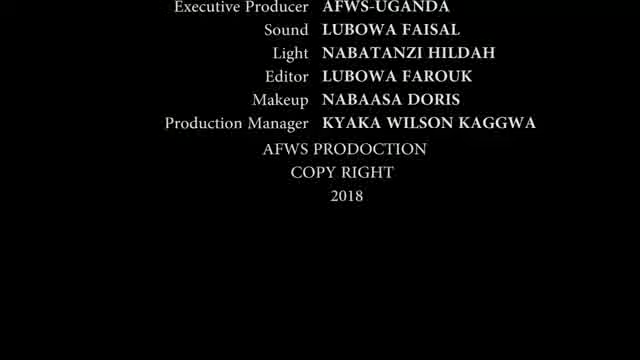 Executive Producer AFWS-UGANDA
Sound LUBOWA FAISAL
Light NABATANZI HILDAH
Editor LUBOWA FAROUK
Makeup NABAASA DORIS
Production Manager KYAKA WILSON KAGGWA
AFWS PRODOCTION
COPY RIGHT
2018